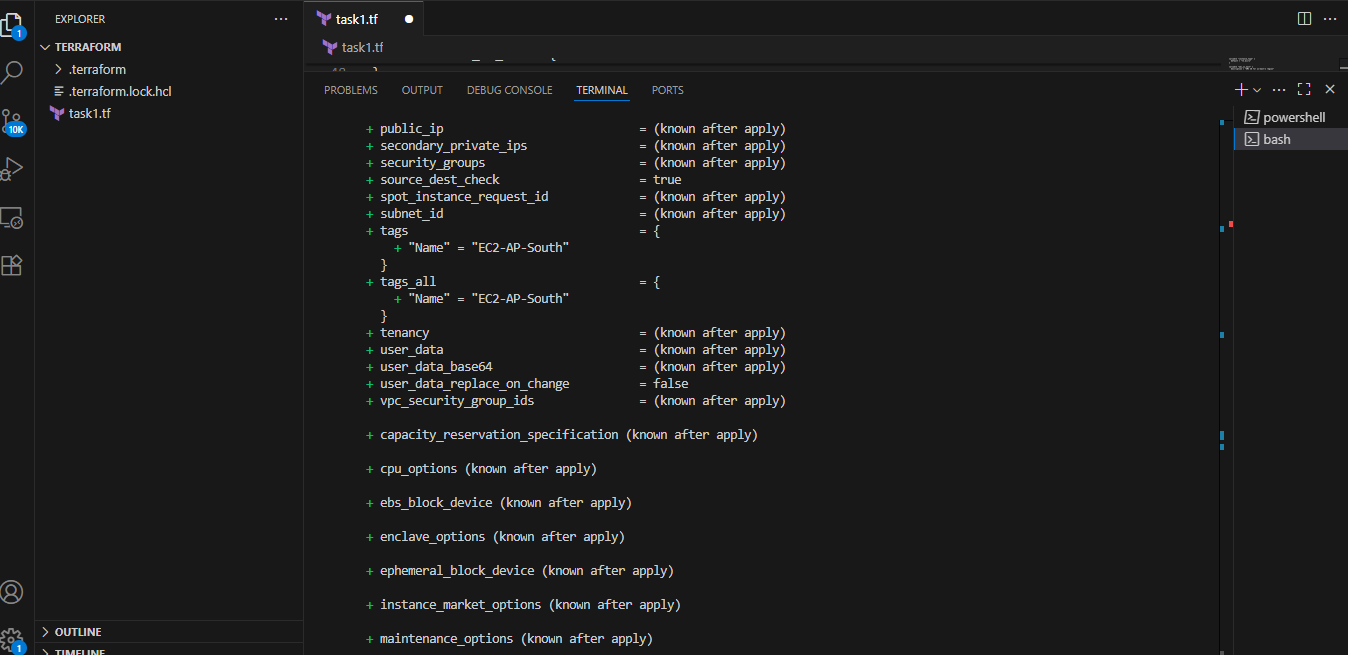 EXPLORER
task1.tf
TERRAFORM
task1.tf
.terraform
.terraform.lock.hcl
task1.tf
1
10K
1
PROBLEMS OUTPUT DEBUG CONSOLE TERMINAL PORTS
powershell
bash
+ public_ip = (known after apply)
+ secondary_private_ips = (known after apply)
+ security_groups = (known after apply)
+ source_dest_check = true
+ spot_instance_request_id = (known after apply)
+ subnet_id = (known after apply)
+ tags = {
+ "Name" = "EC2-AP-South"
}
+ tags_all = {
+ "Name" = "EC2-AP-South"
}
+ tenancy = (known after apply)
+ user_data = (known after apply)
+ user_data_base64 = (known after apply)
+ user_data_replace_on_change = false
+ vpc_security_group_ids = (known after apply)
+ capacity_reservation_specification (known after apply)
+ cpu_options (known after apply)
+ ebs_block_device (known after apply)
+ enclave_options (known after apply)
+ ephemeral_block_device (known after apply)
+ instance_market_options (known after apply)
+ maintenance_options (known after apply)
OUTLINE
TIMELINE